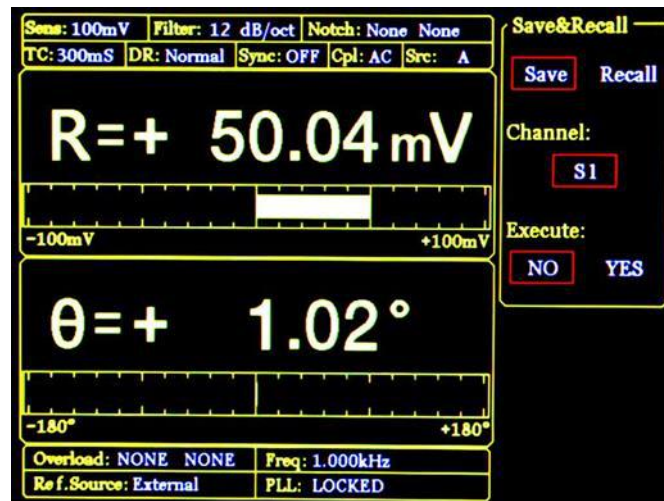 Sens: 100mV Filter: 12 dB/oct Notch: None None
TC: 300mS DR: Normal Sync: OFF Cpl: AC Src: A
R=+ 50.04 mV
-100mV +100mV
θ=+ 1.02°
-180° +180°
Overload: NONE NONE Freq: 1.000kHz
Ref.Source: External PLL: LOCKED
Save&Recall
Save Recall
Channel:
S1
Execute:
NO YES